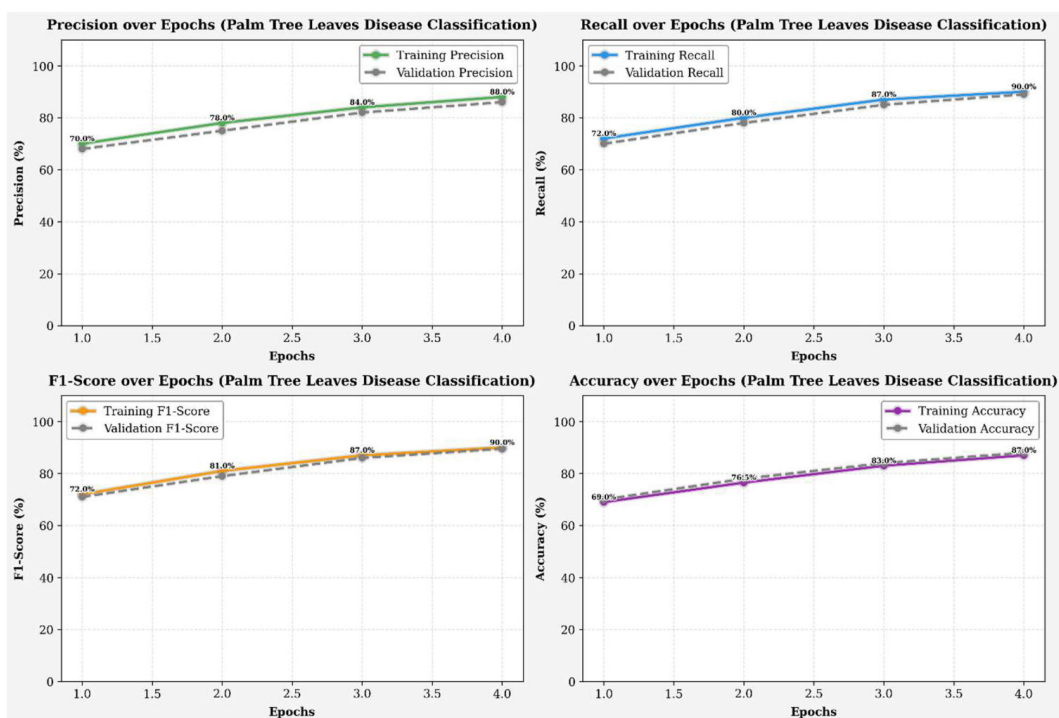 Precision over Epochs (Palm Tree Leaves Disease Classification)
Training Precision
Validation Precision
100
80
60
40
20
0
Precision (%)
70.0%
78.0%
84.0%
88.0%
1.0 1.5 2.0 2.5 3.0 3.5 4.0
Epochs
Recall over Epochs (Palm Tree Leaves Disease Classification)
Training Recall
Validation Recall
100
80
60
40
20
0
Recall (%)
72.0%
80.0%
87.0%
90.0%
1.0 1.5 2.0 2.5 3.0 3.5 4.0
Epochs
F1-Score over Epochs (Palm Tree Leaves Disease Classification)
Training F1-Score
Validation F1-Score
100
80
60
40
20
0
F1-Score (%)
72.0%
81.0%
87.0%
90.0%
1.0 1.5 2.0 2.5 3.0 3.5 4.0
Epochs
Accuracy over Epochs (Palm Tree Leaves Disease Classification)
Training Accuracy
Validation Accuracy
100
80
60
40
20
0
Accuracy (%)
69.0%
76.5%
83.0%
87.0%
1.0 1.5 2.0 2.5 3.0 3.5 4.0
Epochs